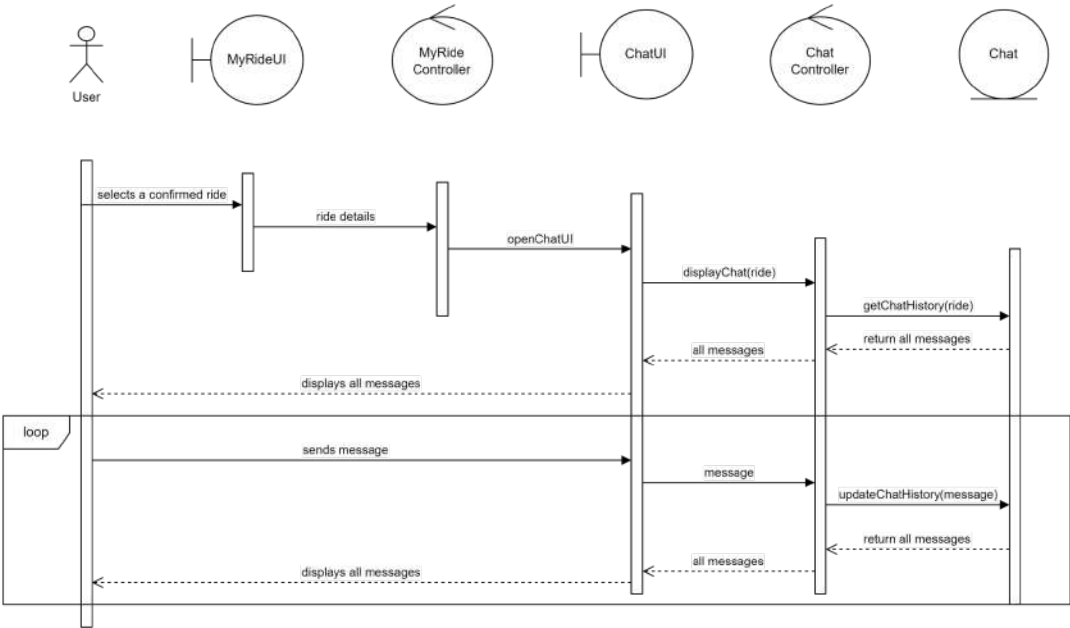 MyRideUI
MyRide
Controller
ChatUI
Chat
Controller
Chat
User
selects a confirmed ride
ride details
openChatUI
displayChat(ride)
getChatHistory(ride)
return all messages
all messages
displays all messages
loop
sends message
message
updateChatHistory(message)
return all messages
all messages
displays all messages